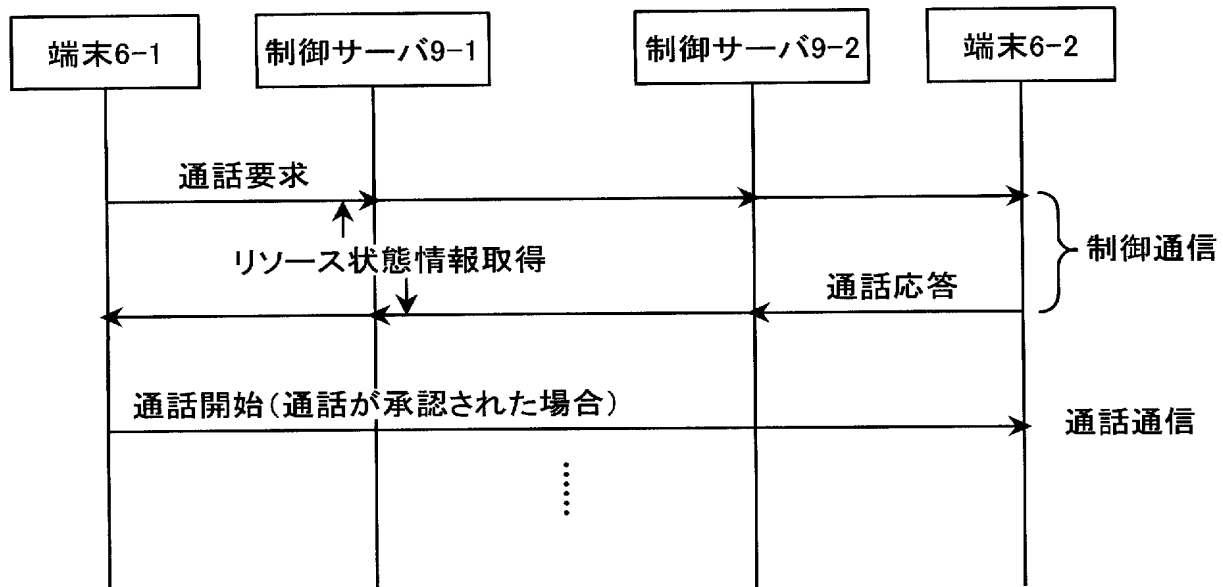 端末6-1
制御サーバ9-1
制御サーバ9-2
端末6-2
通話要求
リソース状態情報取得
制御通信
通話応答
通話開始(通話が承認された場合)
通話通信